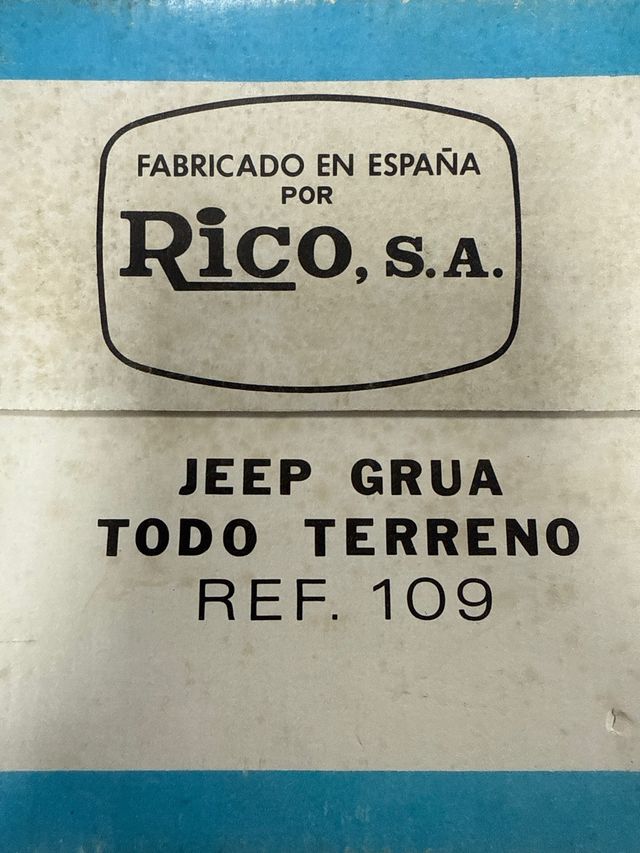 FABRICADO EN ESPAÑA
POR
Rico, S.A.
JEEP GRUA
TODO TERRENO
REF. 109